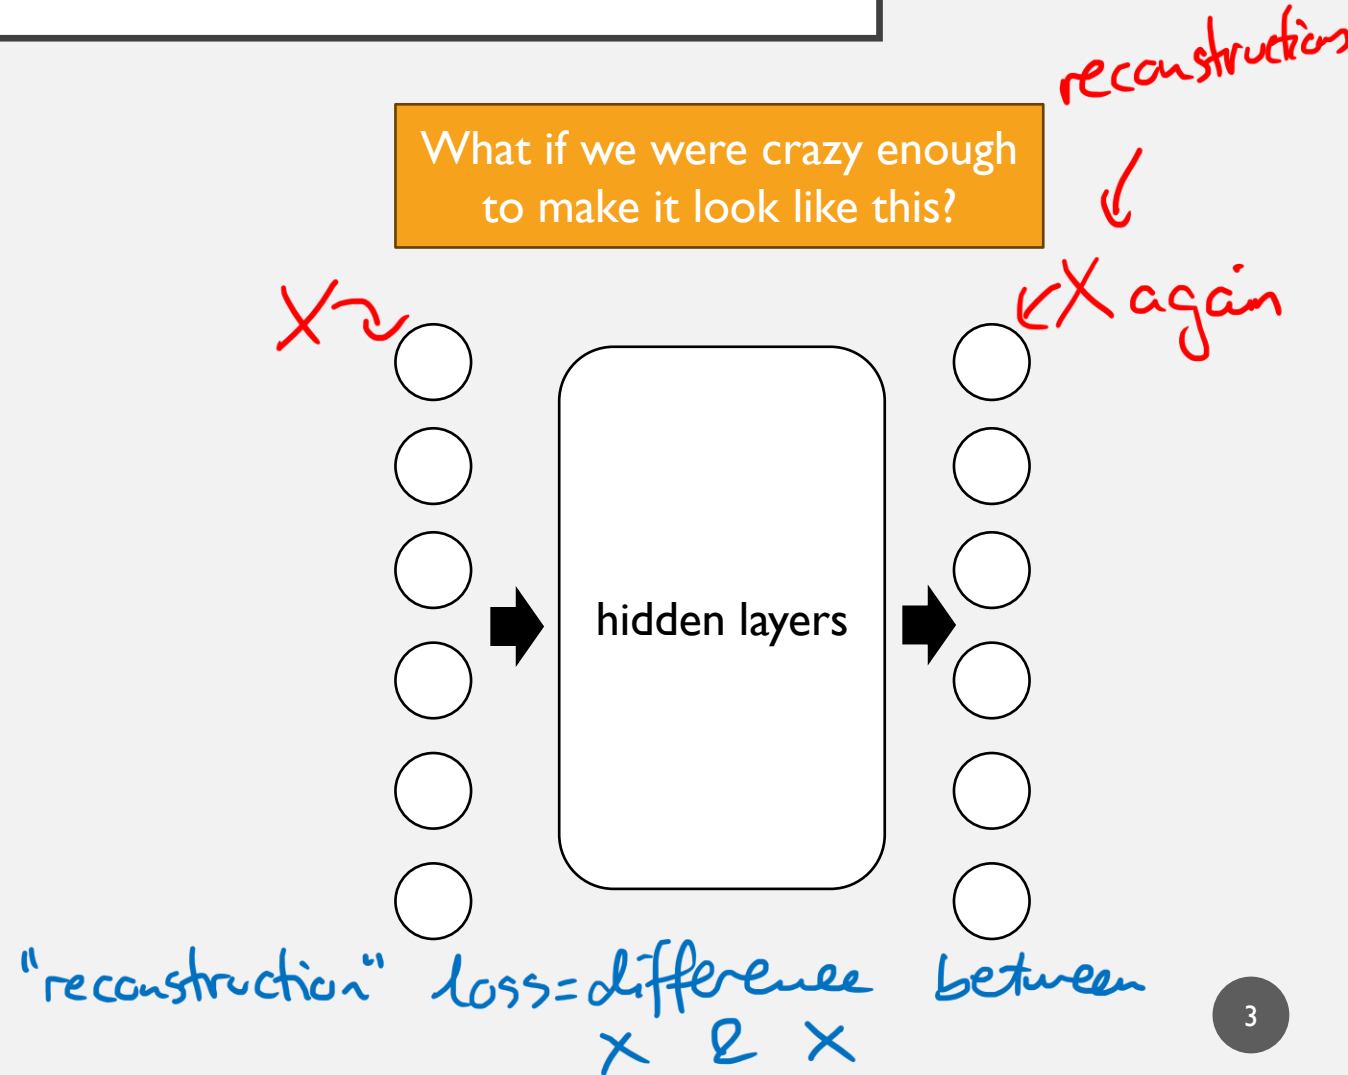 reconstructions
What if we were crazy enough
to make it look like this?
X
X again
hidden layers
"reconstruction" loss = difference between
x & x
3